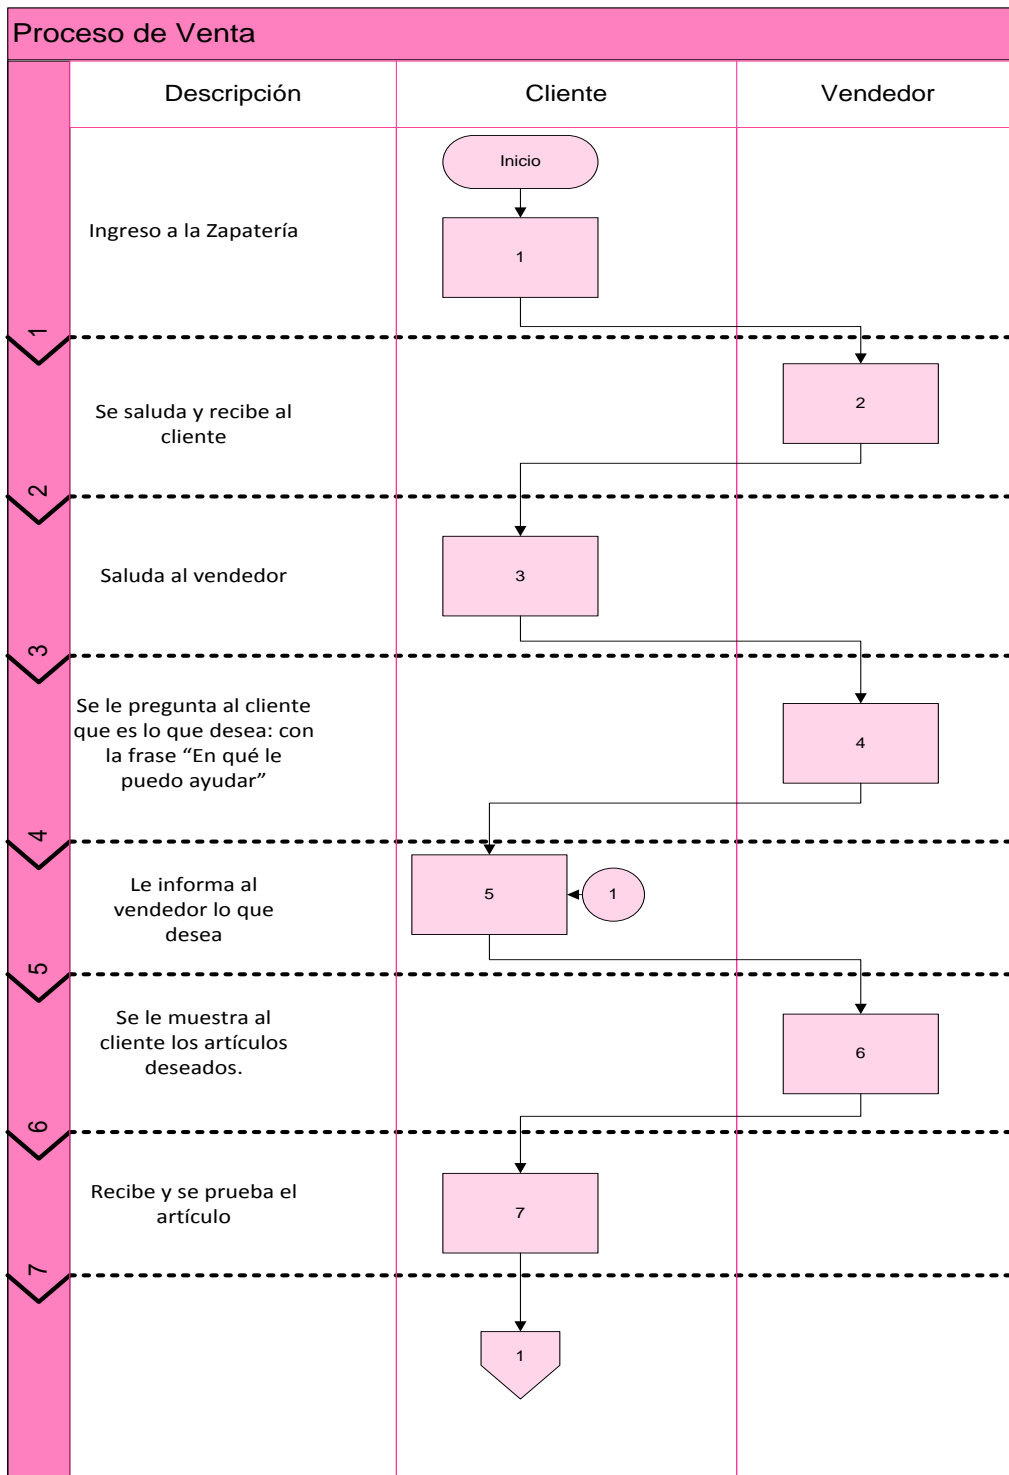 Proceso de Venta
Descripción
Cliente
Vendedor
Inicio
Ingreso a la Zapatería
1
1
Se saluda y recibe al
cliente
2
2
Saluda al vendedor
3
3
Se le pregunta al cliente
que es lo que desea: con
la frase “En qué le
puedo ayudar”
4
4
Le informa al
vendedor lo que
desea
5
1
5
Se le muestra al
cliente los artículos
deseados.
6
6
Recibe y se prueba el
artículo
7
7
1